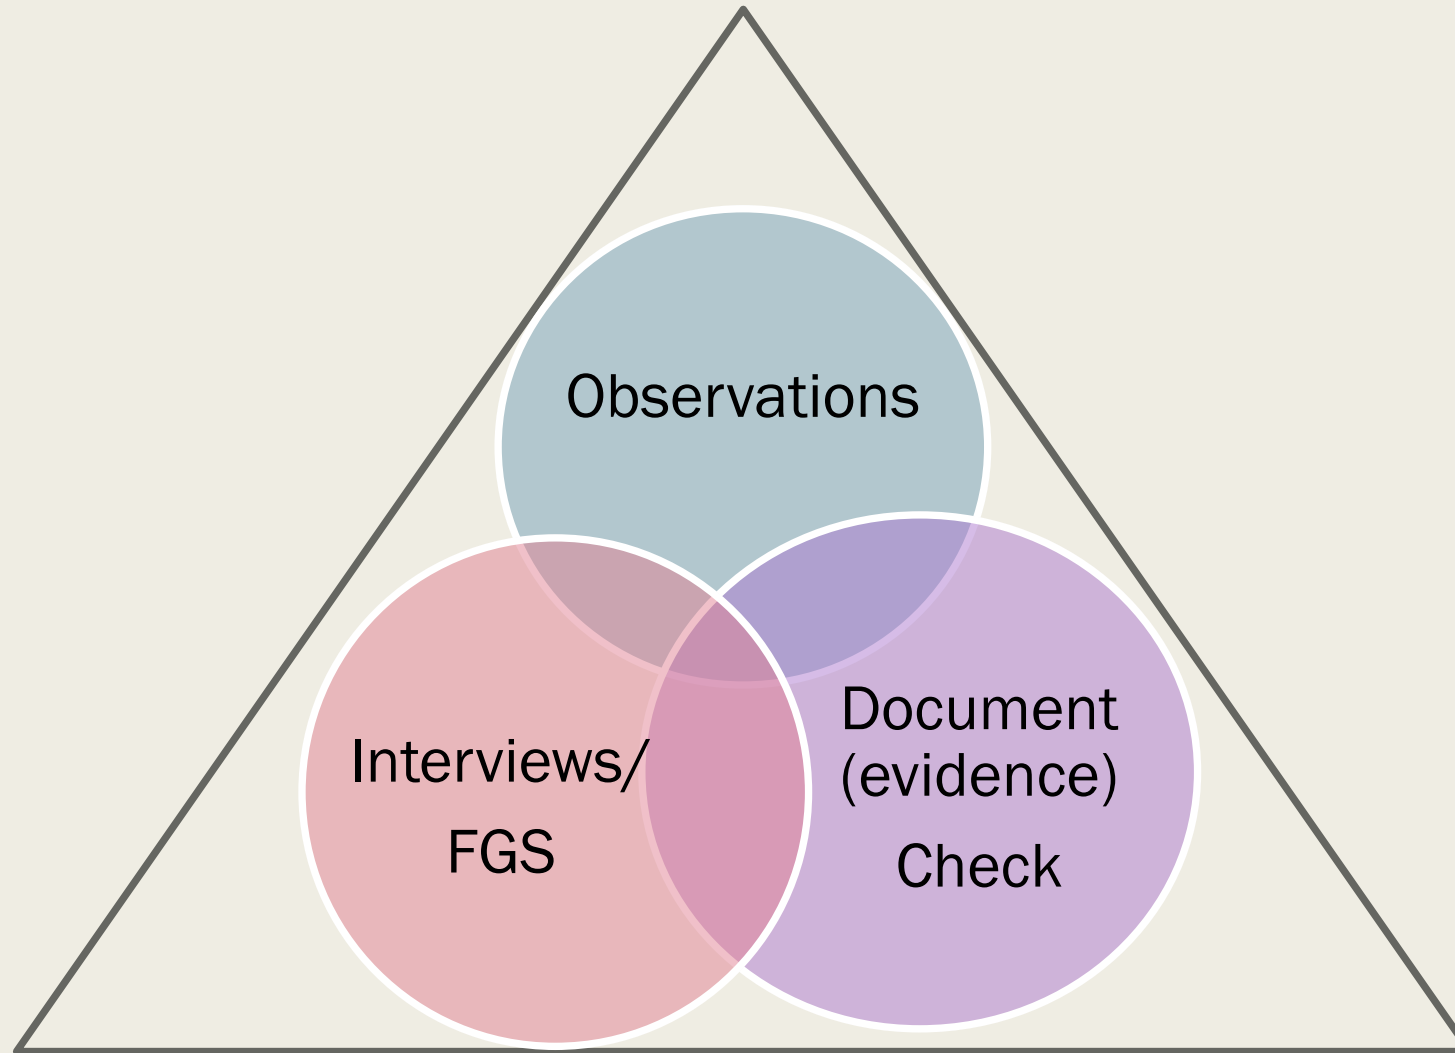 Observations
Interviews/
FGS
Document
(evidence)
Check